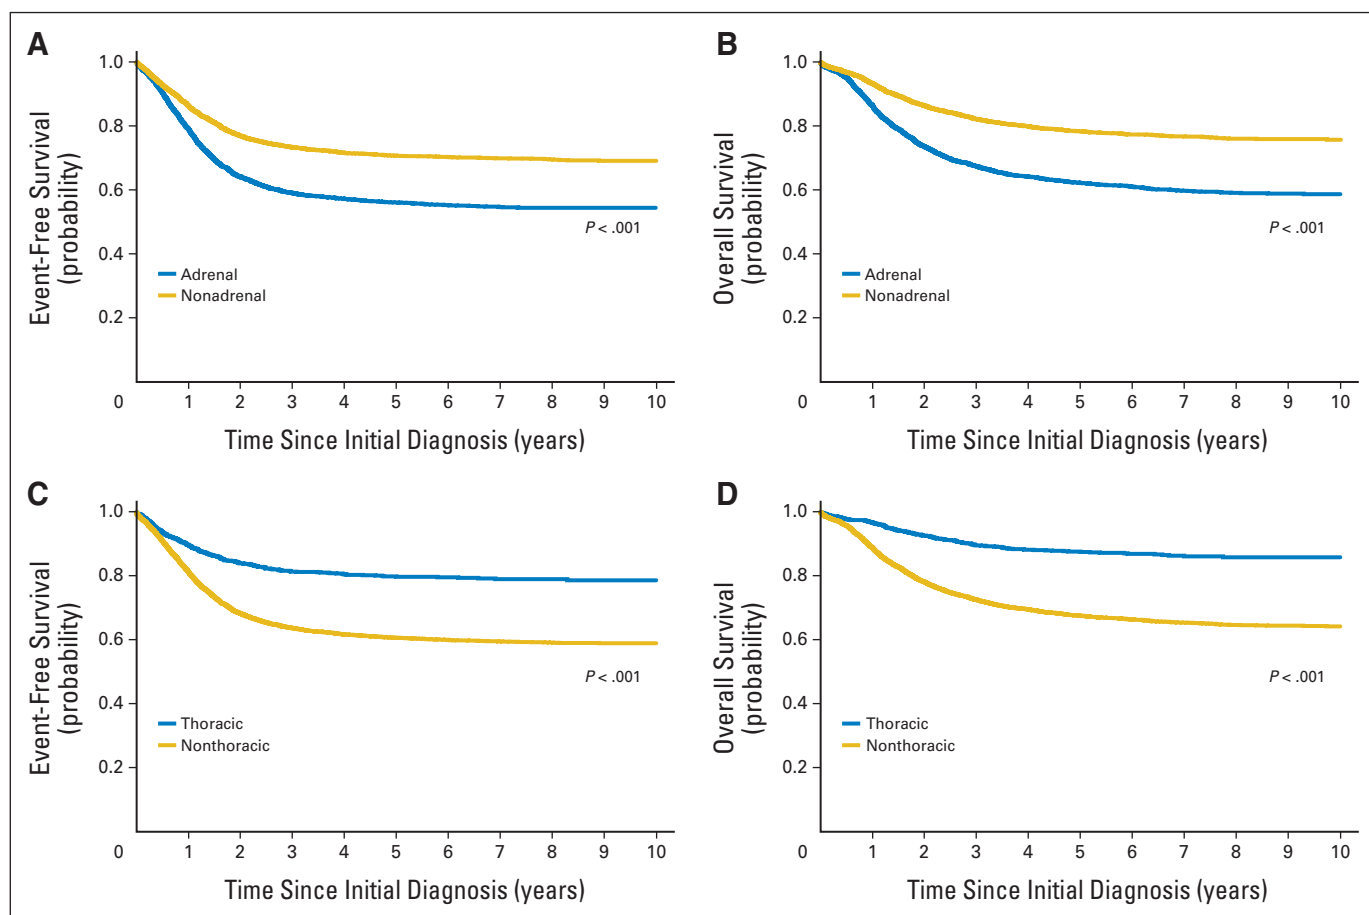 A
Event-Free Survival
(probability)
1.0
0.8
0.6
0.4
0.2
P < .001
Adrenal
Nonadrenal
0 1 2 3 4 5 6 7 8 9 10
Time Since Initial Diagnosis (years)
B
Overall Survival
(probability)
1.0
0.8
0.6
0.4
0.2
P < .001
Adrenal
Nonadrenal
0 1 2 3 4 5 6 7 8 9 10
Time Since Initial Diagnosis (years)
C
Event-Free Survival
(probability)
1.0
0.8
0.6
0.4
0.2
P < .001
Thoracic
Nonthoracic
0 1 2 3 4 5 6 7 8 9 10
Time Since Initial Diagnosis (years)
D
Overall Survival
(probability)
1.0
0.8
0.6
0.4
0.2
P < .001
Thoracic
Nonthoracic
0 1 2 3 4 5 6 7 8 9 10
Time Since Initial Diagnosis (years)